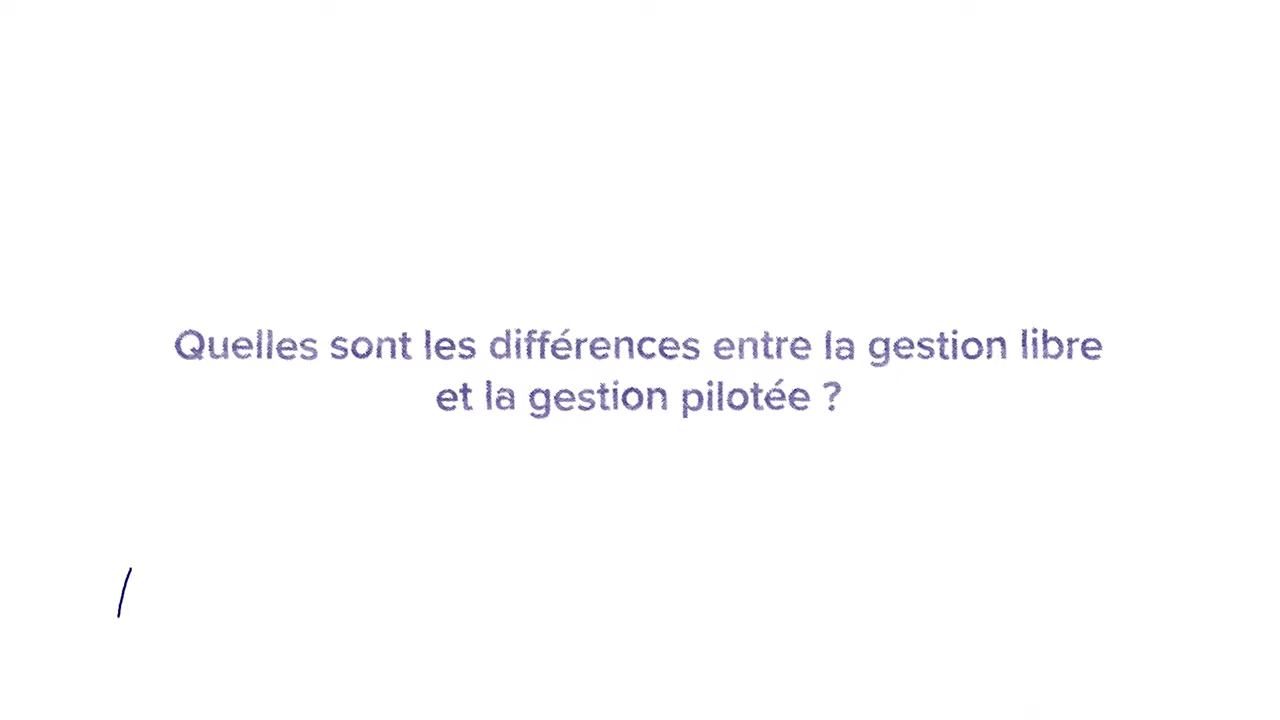 Quelles sont les différences entre la gestion libre
et la gestion pilotée ?